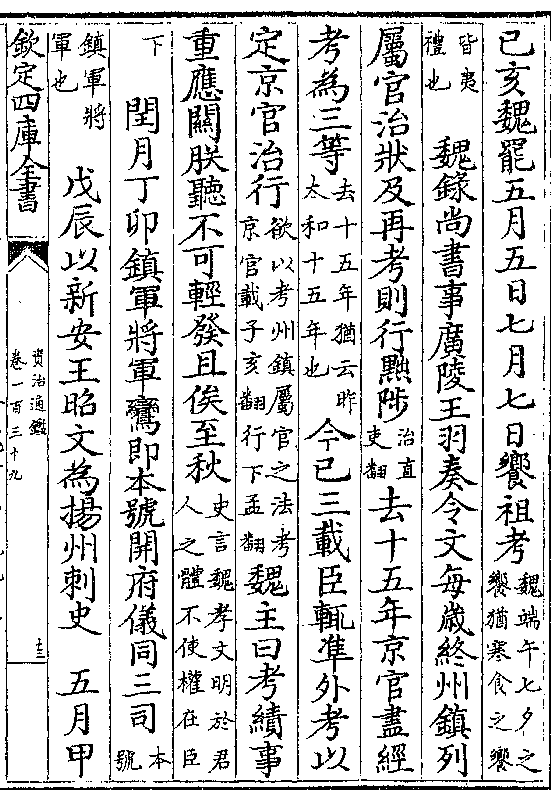 己亥魏罷五月五日七月七日饗祖考魏端午七夕之饗猶寒食之饗
皆夷禮也　魏錄尚書事廣陵王羽奏令文每歲終州鎮列
屬官治狀及再考則行黜陟治直吏翻去十五年京官盡經
考為三等去十五年猶云昨太和十五年也今已三載臣輒凖外考以
定京官治行欲以考州鎮屬官之法考京官載子亥翻行下孟翻魏主曰考績事
重應關朕聽不可輕發且俟至秋史言魏孝文明於君人之體不使權在臣
下　閏月丁卯鎮軍將軍鸞即本號開府儀同三司本號
鎮軍將軍也　戊辰以新安王昭文為揚州刺史　五月甲
欽定四庫全書
資治通鑑
卷一百三十九
十三